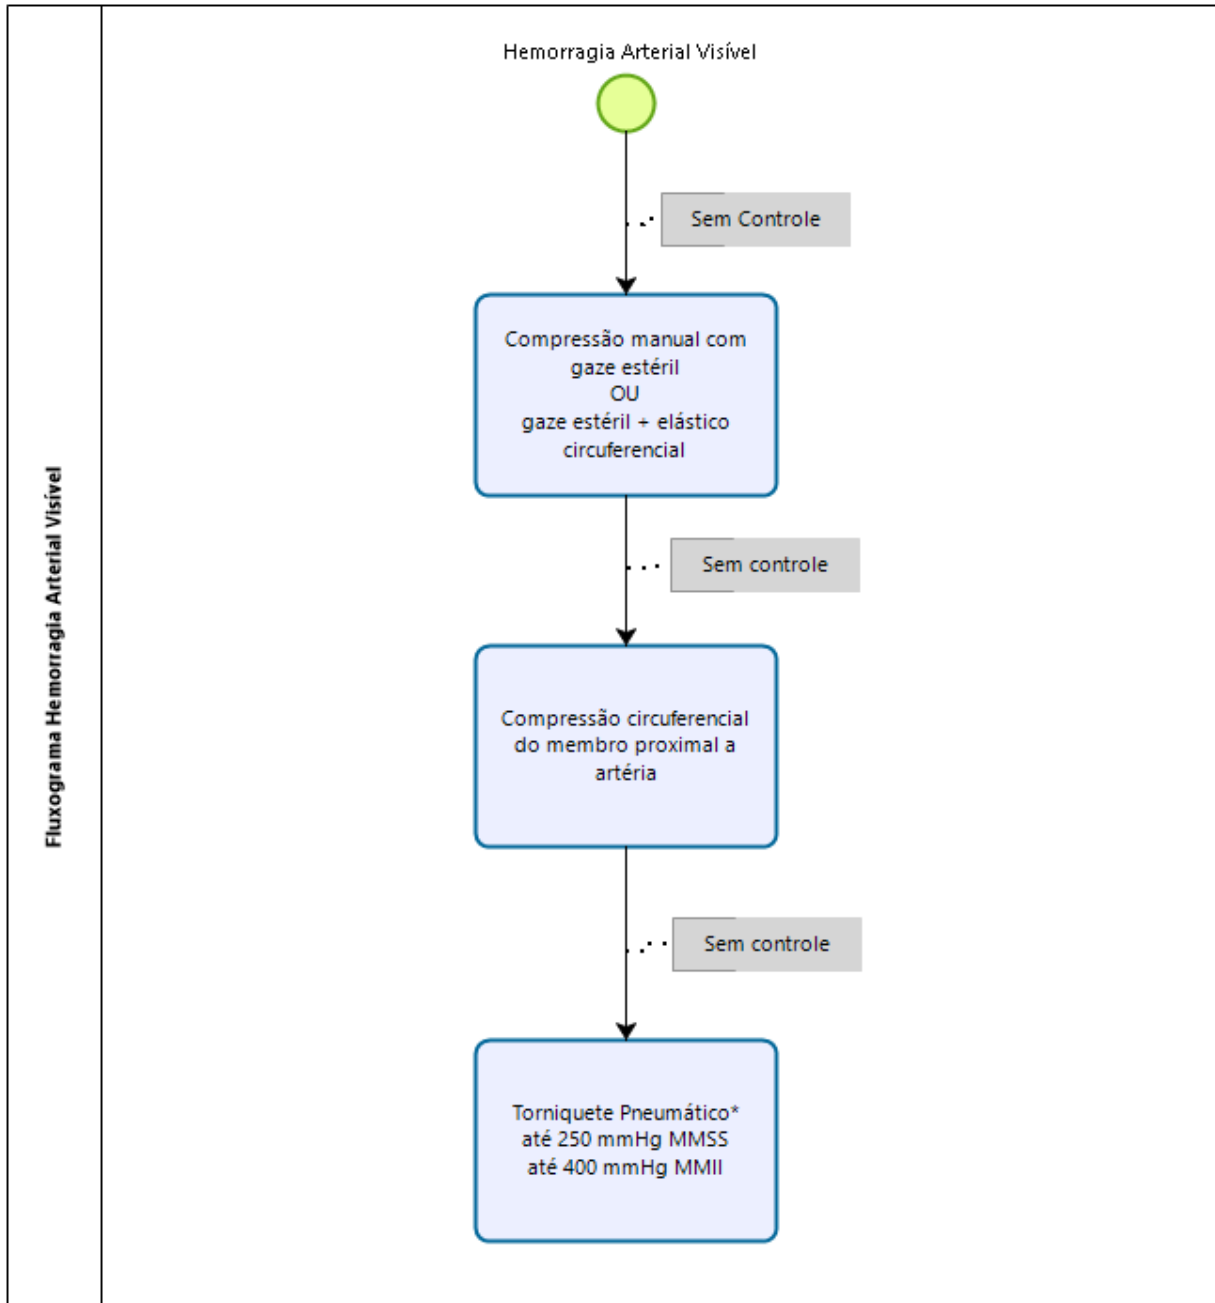 Fluxograma Hemorragia Arterial Visível
Hemorragia Arterial Visível
Sem Controle
Compressão manual com
gaze estéril
OU
gaze estéril + elástico
circuferencial
Sem controle
Compressão circuferencial
do membro proximal a
artéria
Sem controle
Torniquete Pneumático*
até 250 mmHg MMSS
até 400 mmHg MMII